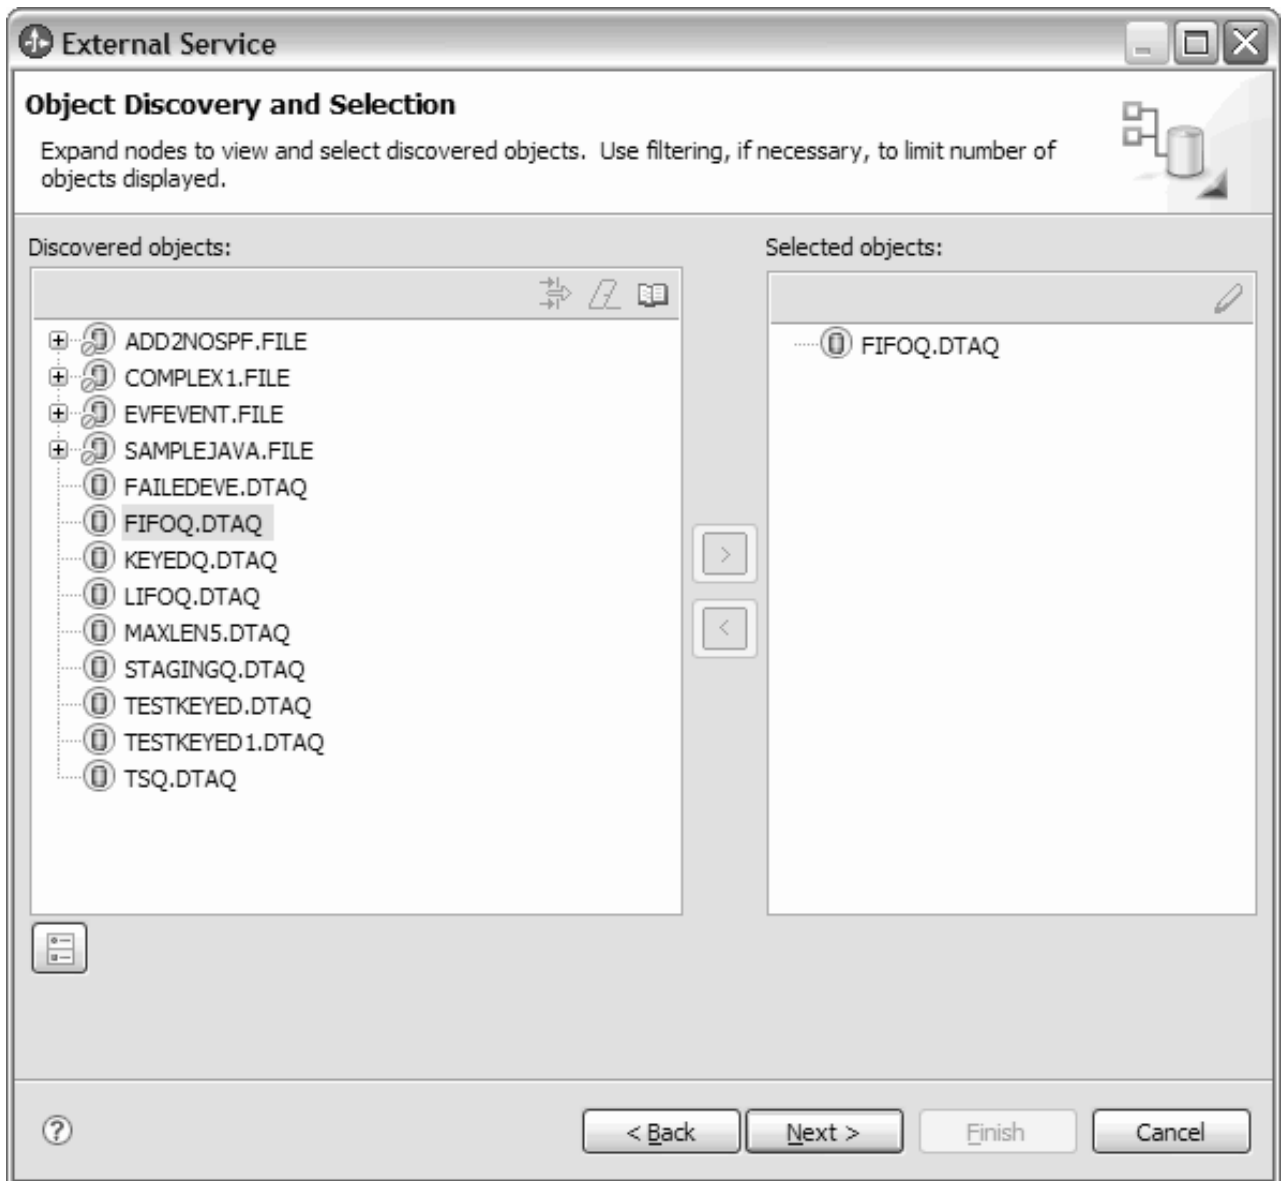 External Service
Object Discovery and Selection
Expand nodes to view and select discovered objects. Use filtering, if necessary, to limit number of
objects displayed.
Discovered objects:
ADD2NOSPF.FILE
COMPLEX1.FILE
EVFEVENT.FILE
SAMPLEJAVA.FILE
FAILEDEVE.DTAQ
FIFOQ.DTAQ
KEYEDQ.DTAQ
LIFOQ.DTAQ
MAXLEN5.DTAQ
STAGINGQ.DTAQ
TESTKEYED.DTAQ
TESTKEYED1.DTAQ
TSQ.DTAQ
>
<
Selected objects:
FIFOQ.DTAQ
?
< Back
Next >
Finish
Cancel